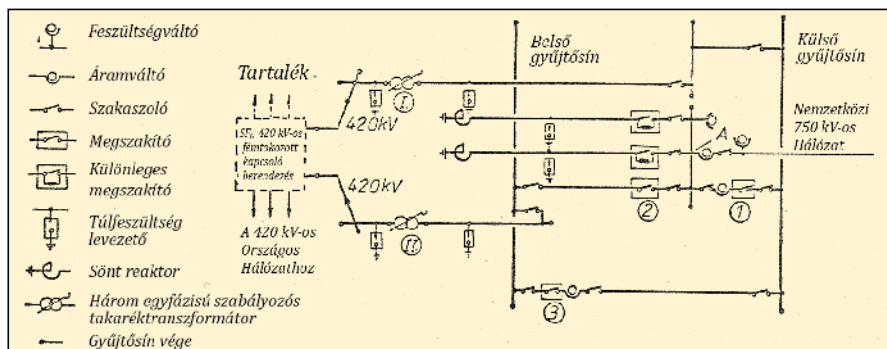 Feszültségváltó
Áramváltó
Szakaszoló
Megszakító
Különleges
megszakító
Túlfeszültség
levezető
Sönt reaktor
Három egyfázisú szabályozós
takaréktranszformátor
Gyűjtősín vége
Tartalék
SF₆ 420 kV-os
fémtokozott
kapcsoló
berendezés
A 420 kV-os
Országos
Hálózathoz
420kV
420kV
I
II
Belső
gyűjtősín
Külső
gyűjtősín
Nemzetközi
750 kV-os
Hálózat
A
2
1
3